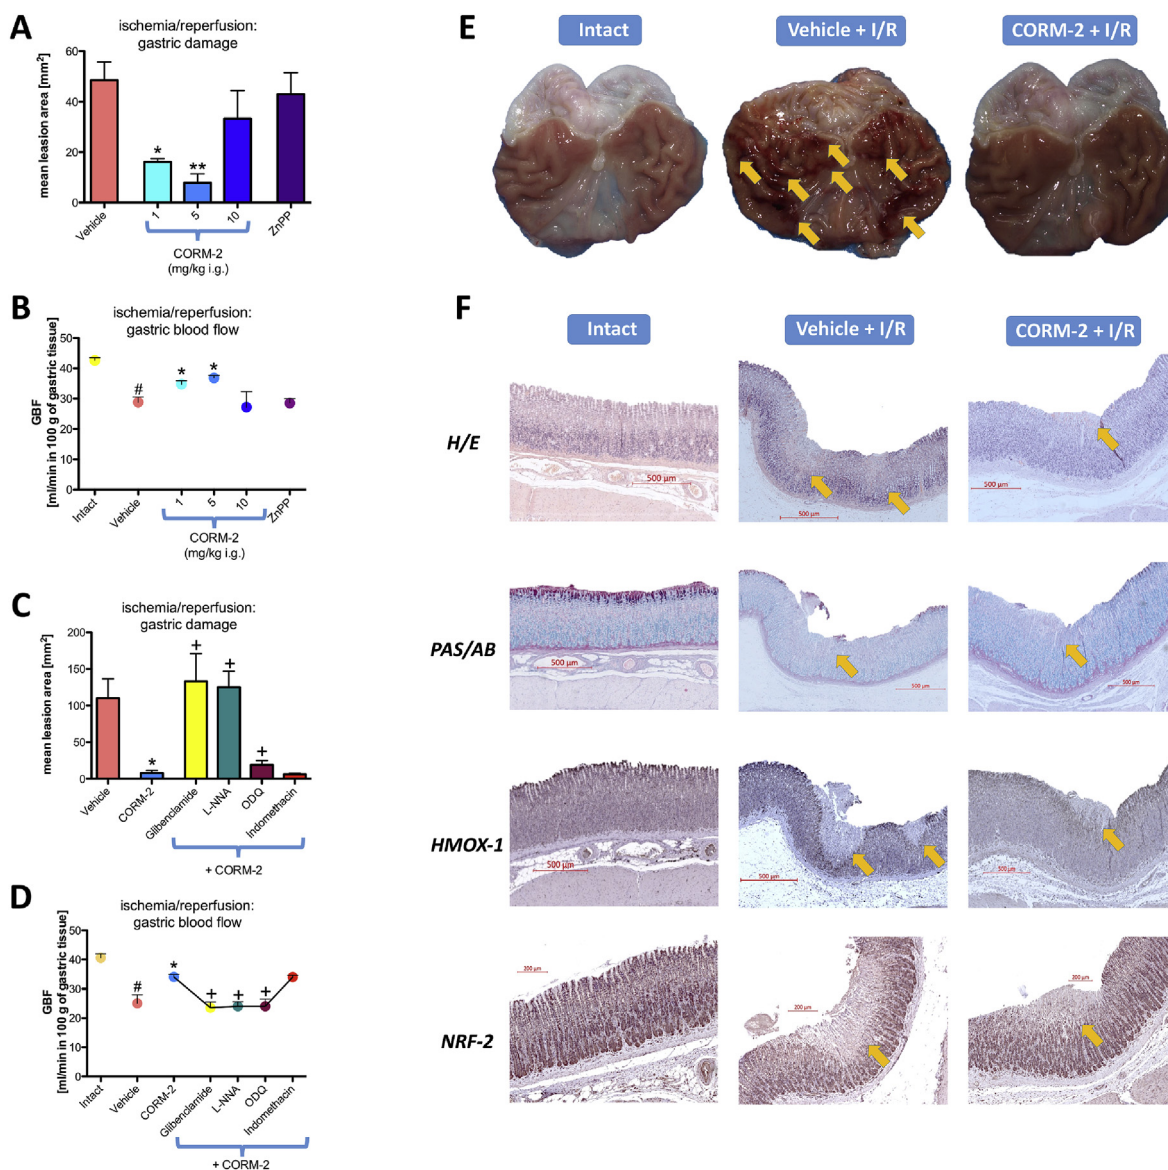 A
ischemia/reperfusion:
gastric damage
mean leasion area [mm²]
60
40
20
0
*
**
Vehicle
1
5
10
ZnPP
CORM-2
(mg/kg i.g.)
B
ischemia/reperfusion:
gastric blood flow
GBF
[ml/min in 100 g of gastric tissue]
50
40
30
20
10
0
#
*
*
Intact
Vehicle
1
5
10
ZnPP
CORM-2
(mg/kg i.g.)
C
ischemia/reperfusion:
gastric damage
mean leasion area [mm²]
200
150
100
50
0
*
+
+
+
Vehicle
CORM-2
Glibenclamide
L-NNA
ODQ
Indomethacin
+ CORM-2
D
ischemia/reperfusion:
gastric blood flow
GBF
[ml/min in 100 g of gastric tissue]
50
40
30
20
10
0
#
*
+
+
+
Intact
Vehicle
CORM-2
Glibenclamide
L-NNA
ODQ
Indomethacin
+ CORM-2
E
Intact
Vehicle + I/R
CORM-2 + I/R
F
Intact
Vehicle + I/R
CORM-2 + I/R
H/E
500 µm
500 µm
500 µm
PAS/AB
500 µm
500 µm
500 µm
HMOX-1
500 µm
500 µm
500 µm
NRF-2
200 µm
200 µm
200 µm